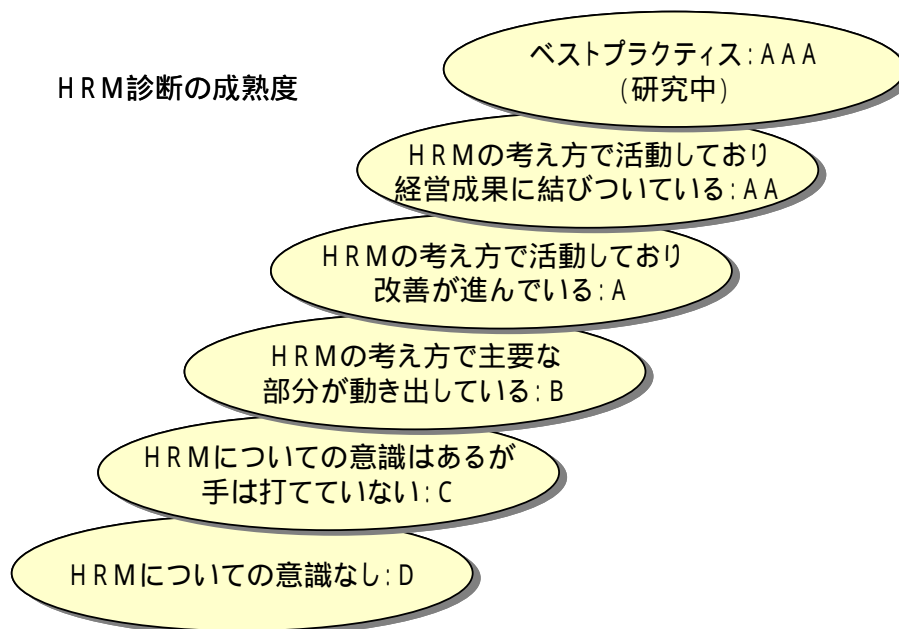 HRM診断の成熟度
ベストプラクティス:AAA
(研究中)
HRMの考え方で活動しており
経営成果に結びついている:AA
HRMの考え方で活動しており
改善が進んでいる:A
HRMの考え方で主要な
部分が動き出している:B
HRMについての意識はあるが
手は打てていない:C
HRMについての意識なし:D